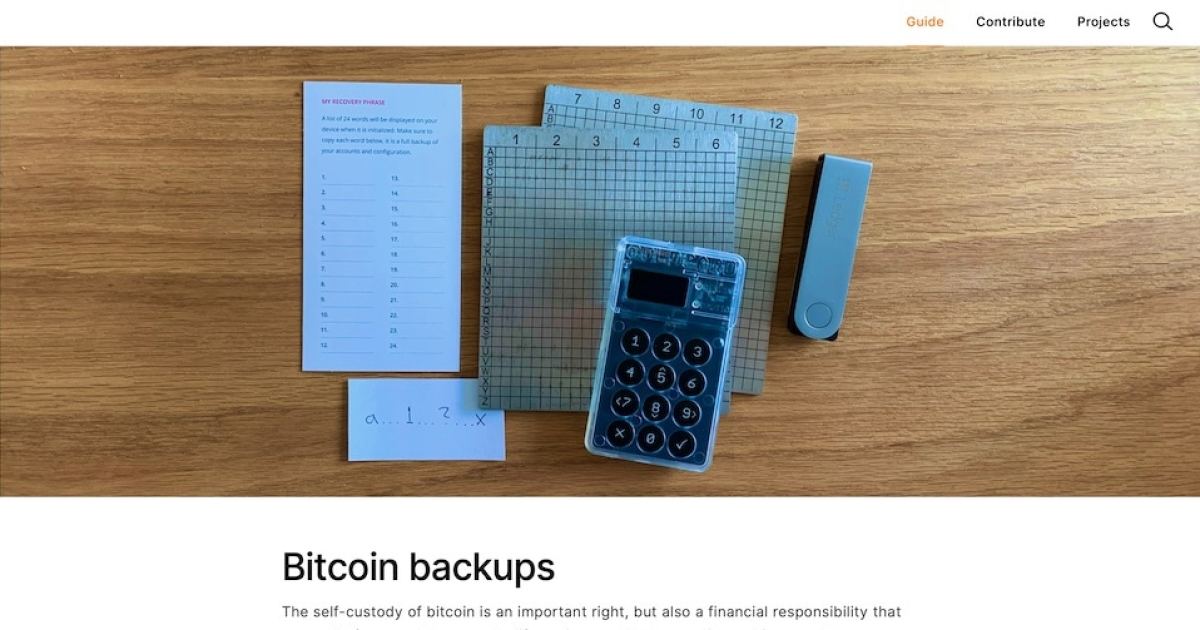 Guide Contribute Projects
MY RECOVERY PHRASE
A list of 24 words will be displayed on your
device when it is initialized. Make sure to
copy each word below, it is a full backup of
your accounts and configuration.
1. 13.
2. 14.
3. 15.
4. 16.
5. 17.
6. 18.
7. 19.
8. 20.
9. 21.
10. 22.
11. 23.
12. 24.
7 8 9 10 11 12
A
B
1 2 3 4 5 6
A
B
C
D
E
F
G
H
I
J
K
L
M
N
O
P
Q
R
S
T
U
V
W
X
Y
Z
1 2 3
4 5 6
<7 8 9>
X 0 ✓
a...1...?...x
Bitcoin backups
The self-custody of bitcoin is an important right, but also a financial responsibility that